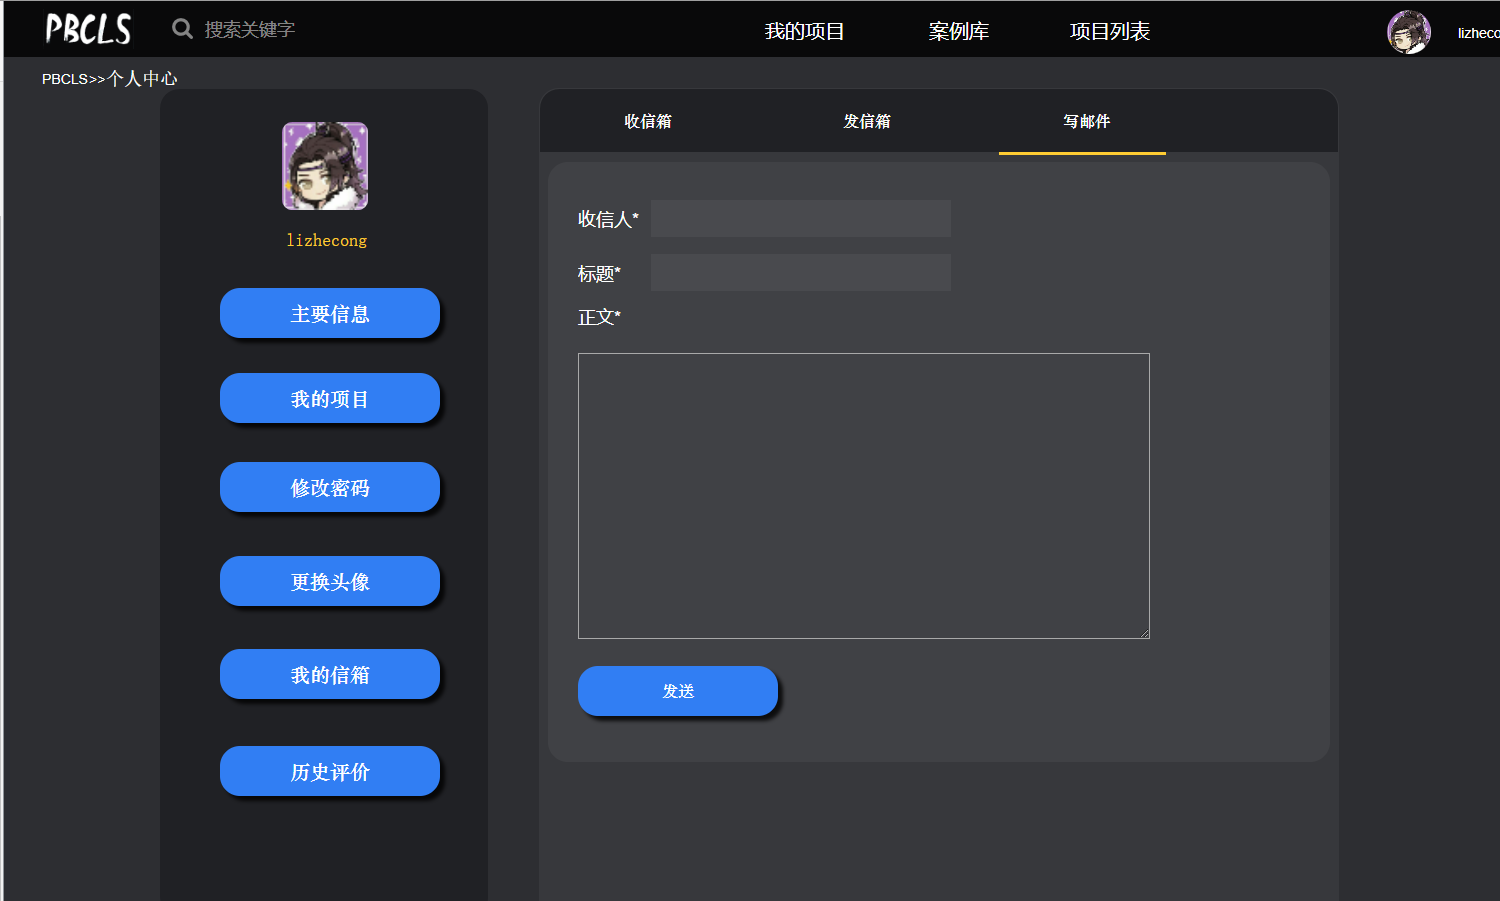 PBCLS 搜索关键字 我的项目 案例库 项目列表 lizheco
PBCLS>>个人中心
lizhecong
主要信息
我的项目
修改密码
更换头像
我的信箱
历史评价
收信箱 发信箱 写邮件
收信人*
标题*
正文*
发送